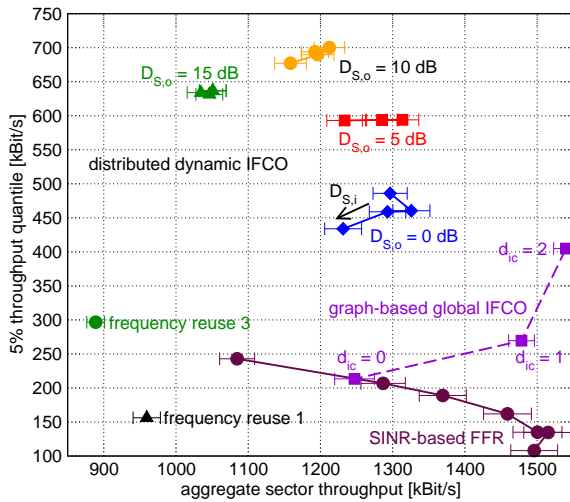 750
700
650
600
550
500
450
400
350
300
250
200
150
100
5% throughput quantile [kBit/s]
D_S,o = 15 dB
D_S,o = 10 dB
D_S,o = 5 dB
distributed dynamic IFCO
D_S,i
D_S,o = 0 dB
d_ic = 2
graph-based global IFCO
frequency reuse 3
d_ic = 0
d_ic = 1
frequency reuse 1
SINR-based FFR
900 1000 1100 1200 1300 1400 1500
aggregate sector throughput [kBit/s]